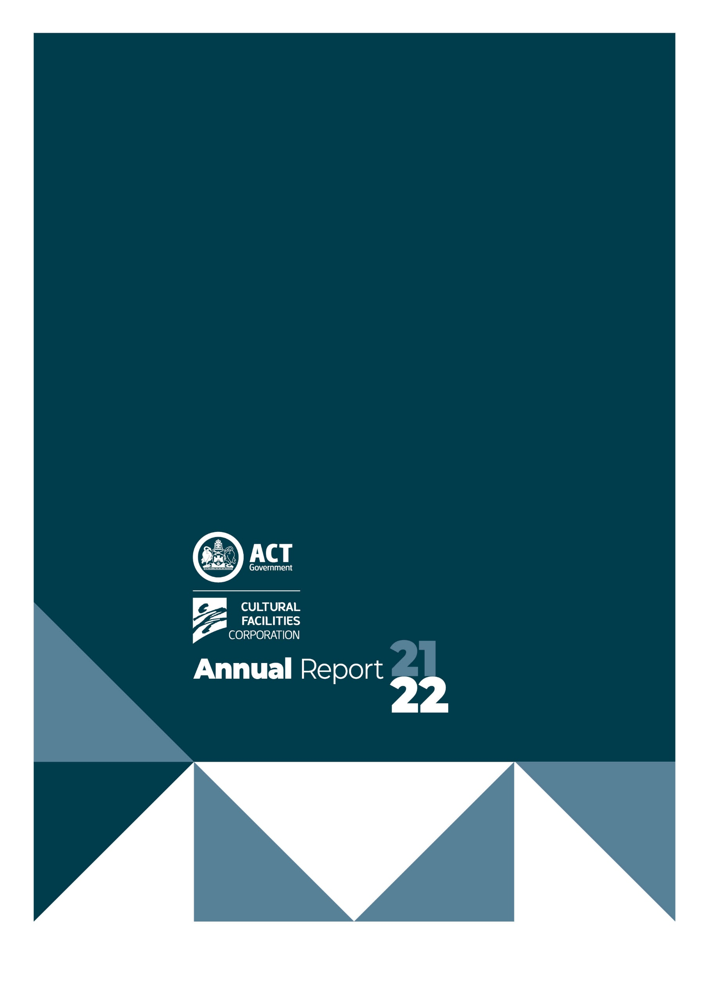 ACT
Government
CULTURAL
FACILITIES
CORPORATION
Annual Report 21
22